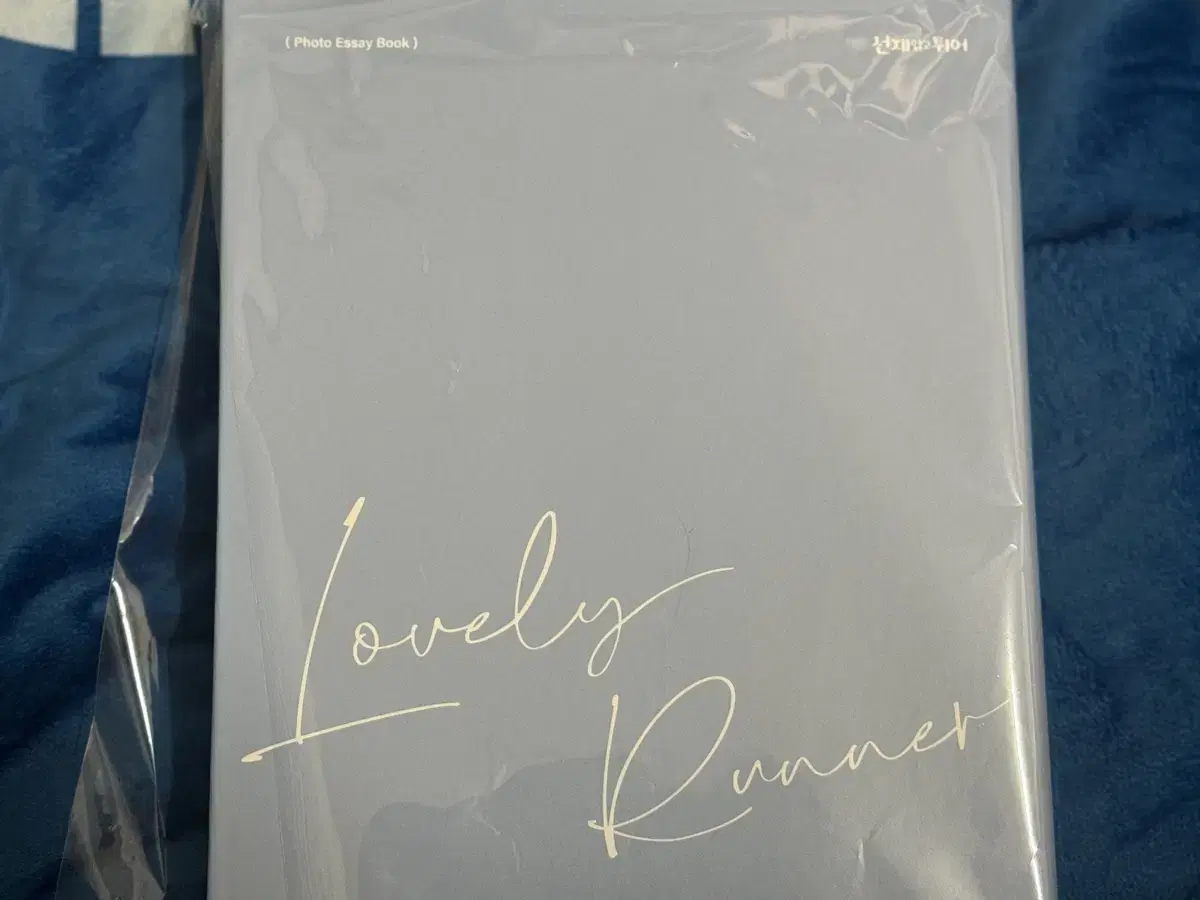 ( Photo Essay Book )
선재 업고 튀어
Lovely
Runner